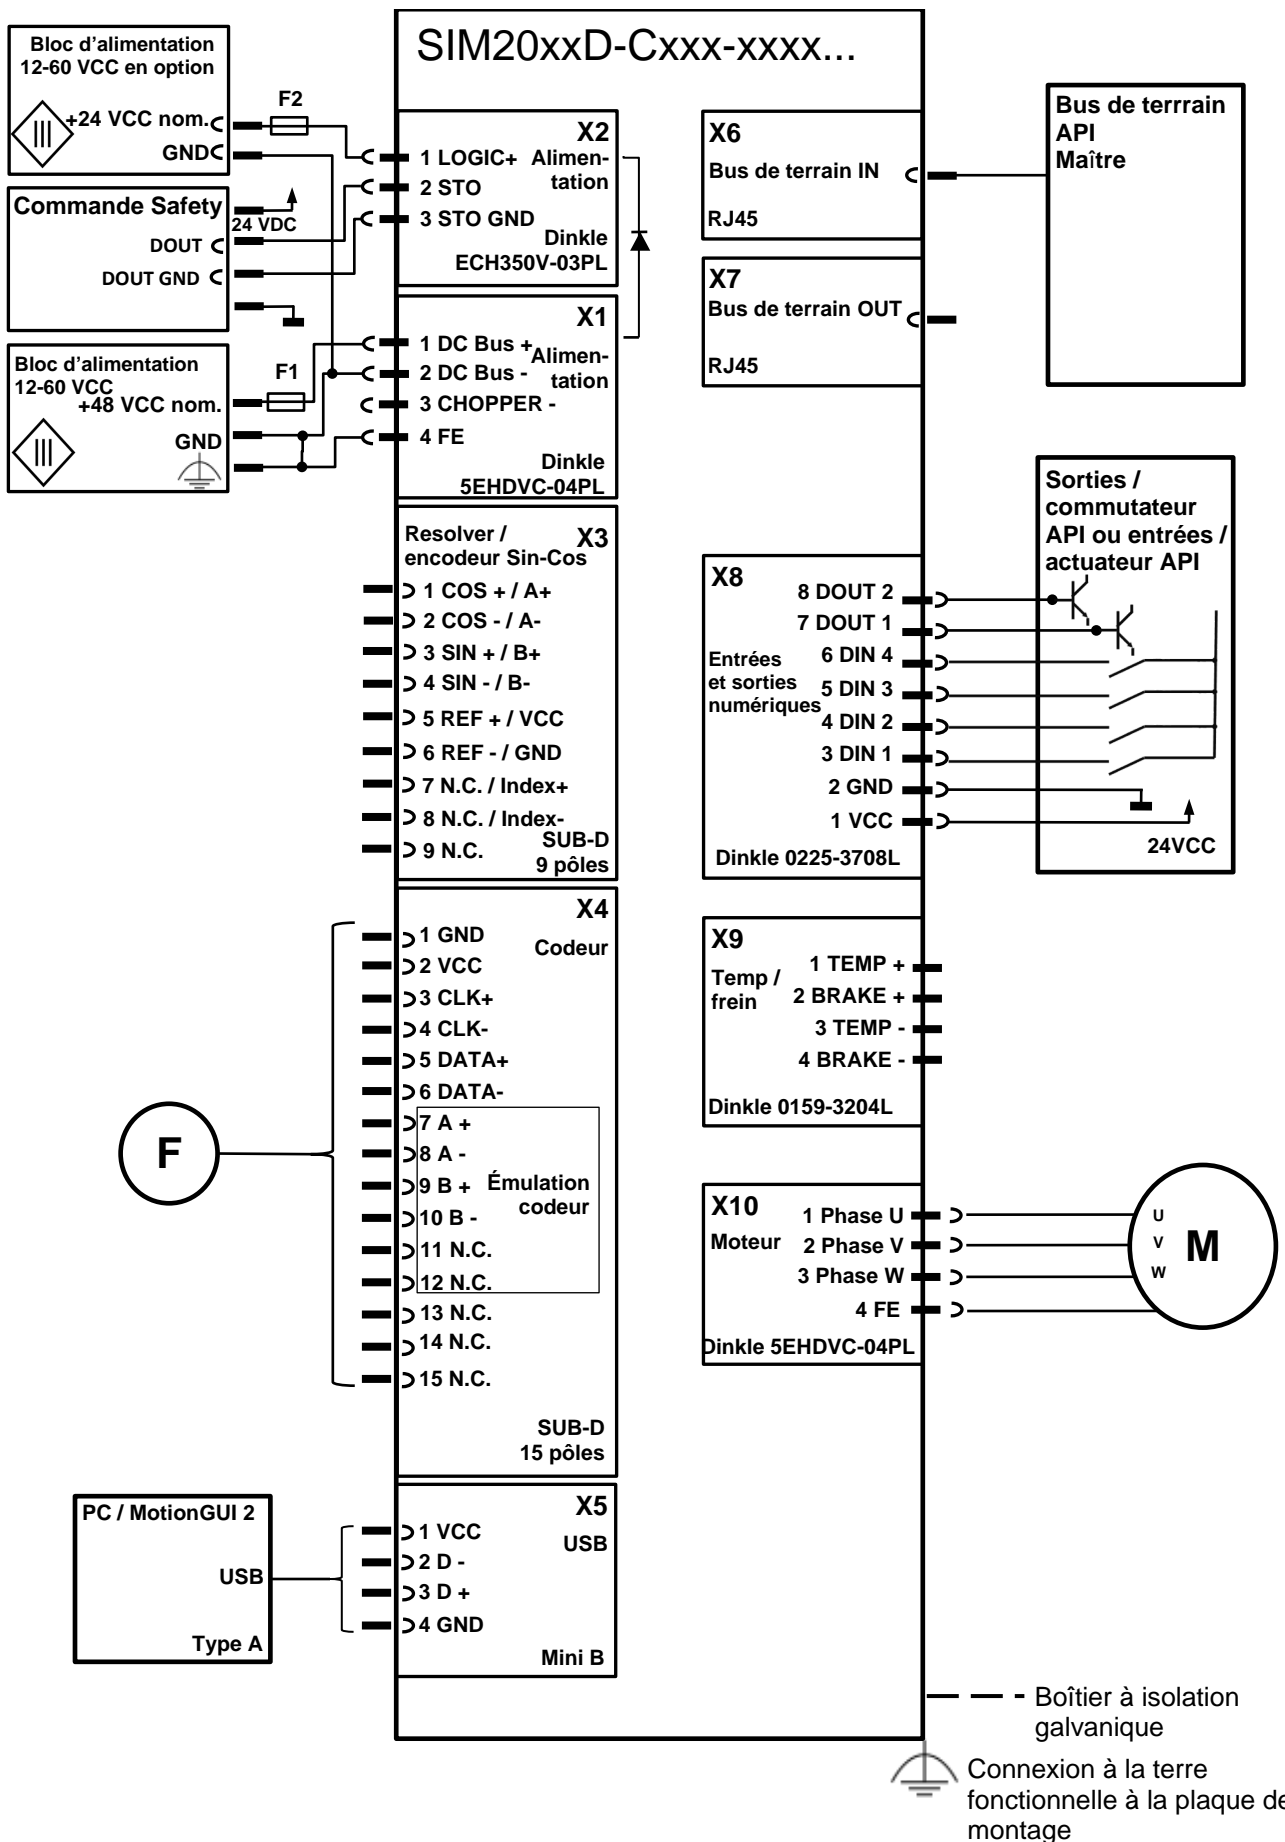 SIM20xxD-Cxxx-xxxx...
Bloc d'alimentation
12-60 VCC en option
+24 VCC nom.
GND
F2
Commande Safety
24 VDC
DOUT
DOUT GND
Bloc d'alimentation
12-60 VCC
+48 VCC nom.
GND
F1
X2
1 LOGIC+
Alimen-
tation
2 STO
3 STO GND
Dinkle
ECH350V-03PL
X1
1 DC Bus +
Alimen-
tation
2 DC Bus -
3 CHOPPER -
4 FE
Dinkle
5EHDVC-04PL
Resolver /
encodeur Sin-Cos
X3
1 COS + / A+
2 COS - / A-
3 SIN + / B+
4 SIN - / B-
5 REF + / VCC
6 REF - / GND
7 N.C. / Index+
8 N.C. / Index-
9 N.C.
SUB-D
9 pôles
X4
Codeur
1 GND
2 VCC
3 CLK+
4 CLK-
5 DATA+
6 DATA-
7 A +
8 A -
9 B +
10 B -
11 N.C.
12 N.C.
Émulation
codeur
13 N.C.
14 N.C.
15 N.C.
SUB-D
15 pôles
F
PC / MotionGUI 2
USB
Type A
X5
USB
1 VCC
2 D -
3 D +
4 GND
Mini B
X6
Bus de terrain IN
RJ45
X7
Bus de terrain OUT
RJ45
Bus de terrrain
API
Maître
X8
Entrées
et sorties
numériques
8 DOUT 2
7 DOUT 1
6 DIN 4
5 DIN 3
4 DIN 2
3 DIN 1
2 GND
1 VCC
Dinkle 0225-3708L
Sorties /
commutateur
API ou entrées /
actuateur API
24VCC
X9
Temp /
frein
1 TEMP +
2 BRAKE +
3 TEMP -
4 BRAKE -
Dinkle 0159-3204L
X10
Moteur
1 Phase U
2 Phase V
3 Phase W
4 FE
Dinkle 5EHDVC-04PL
U
V
W
M
Boîtier à isolation
galvanique
Connexion à la terre
fonctionnelle à la plaque de
montage